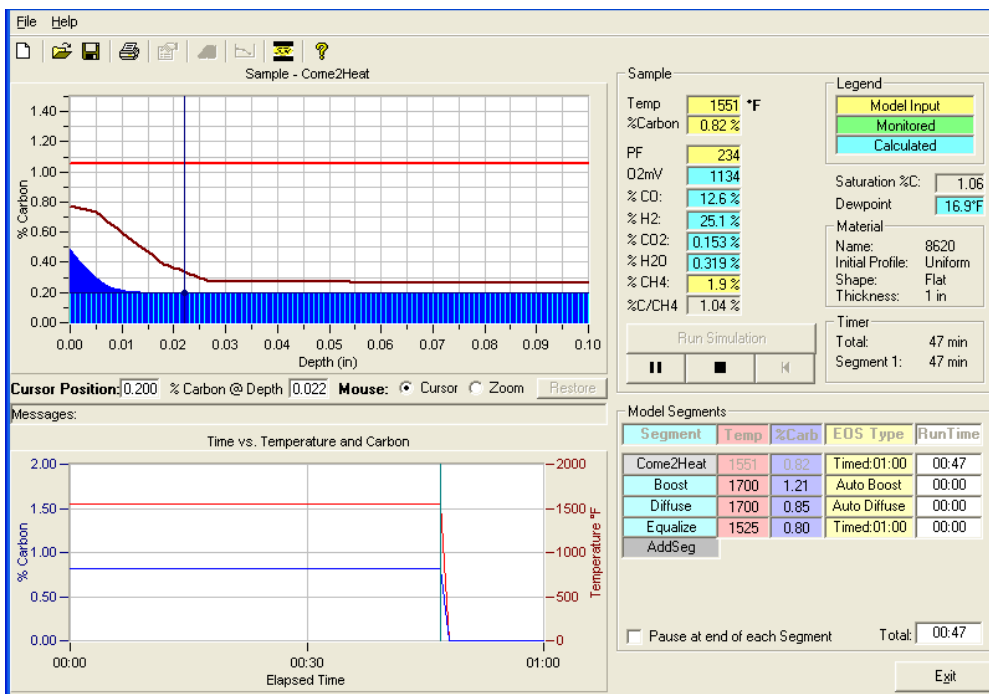 File Help
Sample - Come2Heat
% Carbon
1.40
1.20
1.00
0.80
0.60
0.40
0.20
0.00
0.00 0.01 0.02 0.03 0.04 0.05 0.06 0.07 0.08 0.09 0.10
Depth (in)
Cursor Position: 0.200 % Carbon @ Depth 0.022 Mouse: Cursor Zoom Restore
Messages:
Time vs. Temperature and Carbon
% Carbon
2.00
1.50
1.00
0.50
0.00
2000
1500
1000
500
0
Temperature °F
00:00 00:30 01:00
Elapsed Time
Sample
Temp 1551 °F
%Carbon 0.82 %
PF 234
O2mV 1134
% CO: 12.6 %
% H2: 25.1 %
% CO2: 0.153 %
% H2O 0.319 %
% CH4: 1.9 %
%C/CH4 1.04 %
Run Simulation
Legend
Model Input
Monitored
Calculated
Saturation %C: 1.06
Dewpoint 16.9°F
Material
Name: 8620
Initial Profile: Uniform
Shape: Flat
Thickness: 1 in
Timer
Total: 47 min
Segment 1: 47 min
Model Segments
Segment Temp %Carb EOS Type RunTime
Come2Heat 1551 0.82 Timed:01:00 00:47
Boost 1700 1.21 Auto Boost 00:00
Diffuse 1700 0.85 Auto Diffuse 00:00
Equalize 1525 0.80 Timed:01:00 00:00
AddSeg
Pause at end of each Segment Total: 00:47
Exit